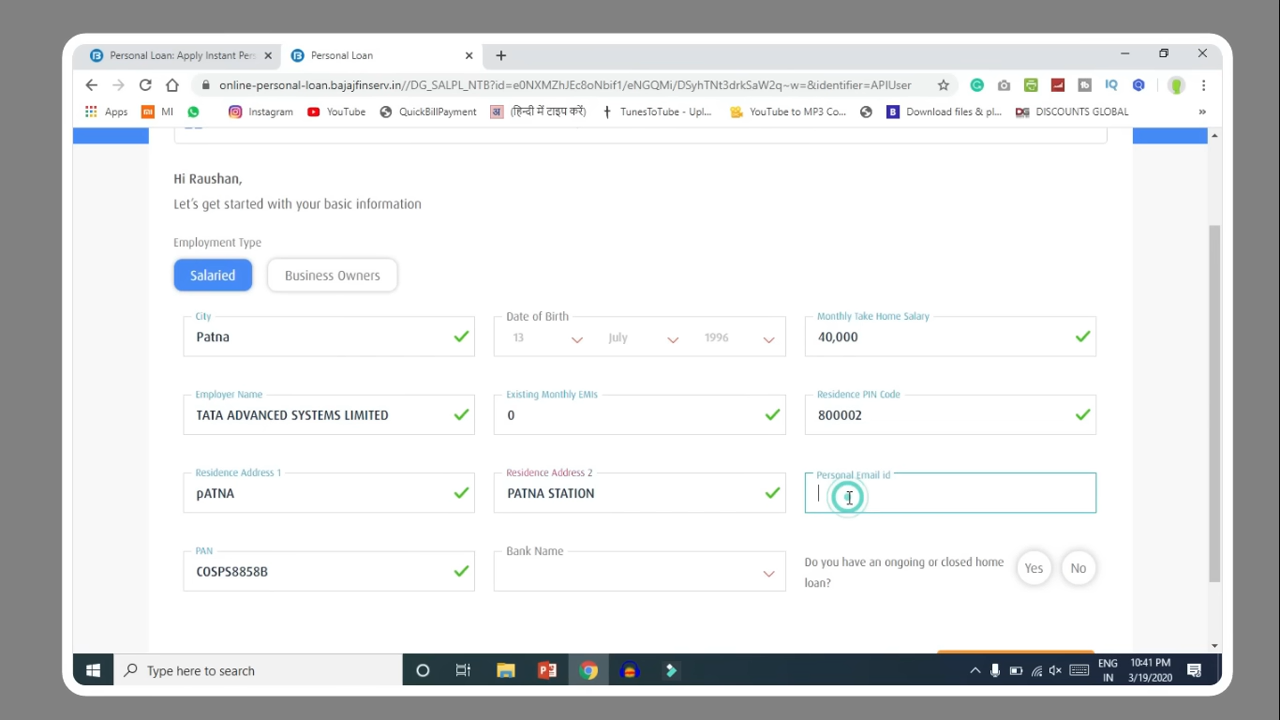 Personal Loan: Apply Instant Per
Personal Loan
online-personal-loan.bajajfinserv.in//DG_SALPL_NTB?id=e0NXMZhJEc8oNbif1/eNGQMi/DSyhTNt3drkSaW2q~w=&identifier=APIUser
Apps
MI
Instagram
YouTube
QuickBillPayment
(हिन्दी में टाइप करें)
TunesToTube - Upl...
YouTube to MP3 Co...
Download files & pl...
DISCOUNTS GLOBAL
Hi Raushan,
Let's get started with your basic information
Employment Type
Salaried
Business Owners
City
Patna
Date of Birth
13
July
1996
Monthly Take Home Salary
40,000
Employer Name
TATA ADVANCED SYSTEMS LIMITED
Existing Monthly EMIs
0
Residence PIN Code
800002
Residence Address 1
pATNA
Residence Address 2
PATNA STATION
Personal Email id
PAN
COSPS8858B
Bank Name
Do you have an ongoing or closed home
loan?
Yes
No
Type here to search
ENG
IN
10:41 PM
3/19/2020